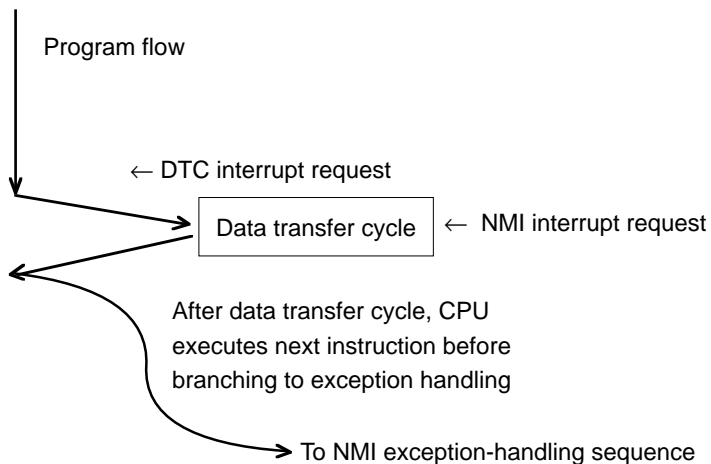 Program flow
← DTC interrupt request
Data transfer cycle
← NMI interrupt request
After data transfer cycle, CPU
executes next instruction before
branching to exception handling
To NMI exception-handling sequence